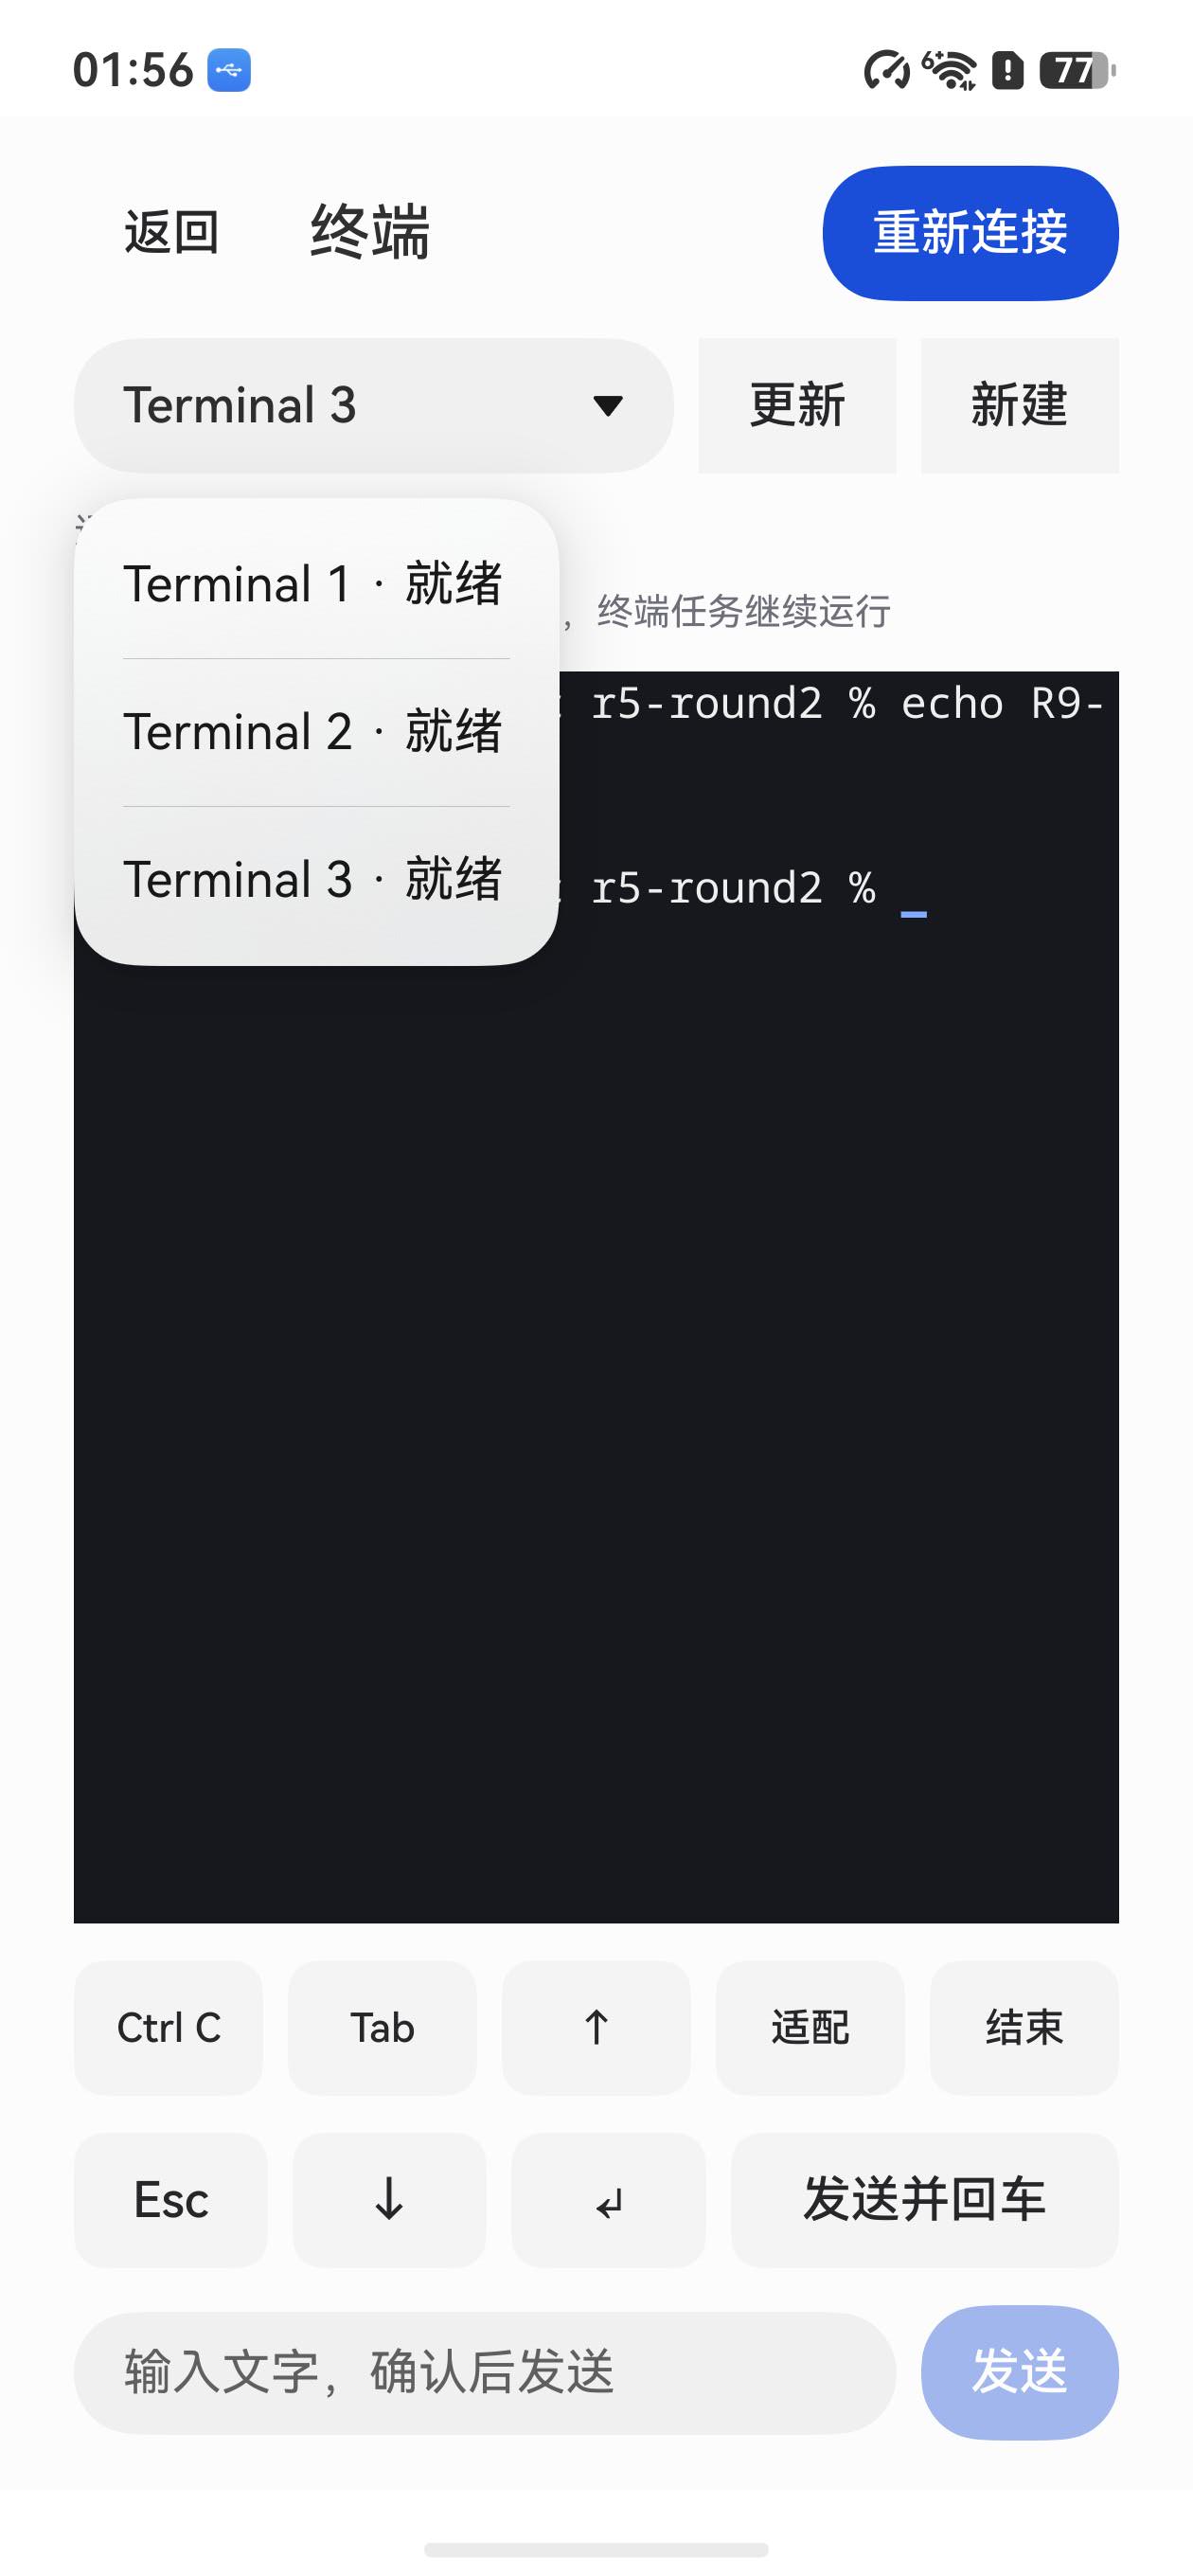 01:56
77
返回 终端 重新连接
Terminal 3 更新 新建
Terminal 1 · 就绪
，终端任务继续运行
Terminal 2 · 就绪
r5-round2 % echo R9-
Terminal 3 · 就绪
r5-round2 %
Ctrl C Tab ↑ 适配 结束
Esc ↓ ↲ 发送并回车
输入文字，确认后发送 发送